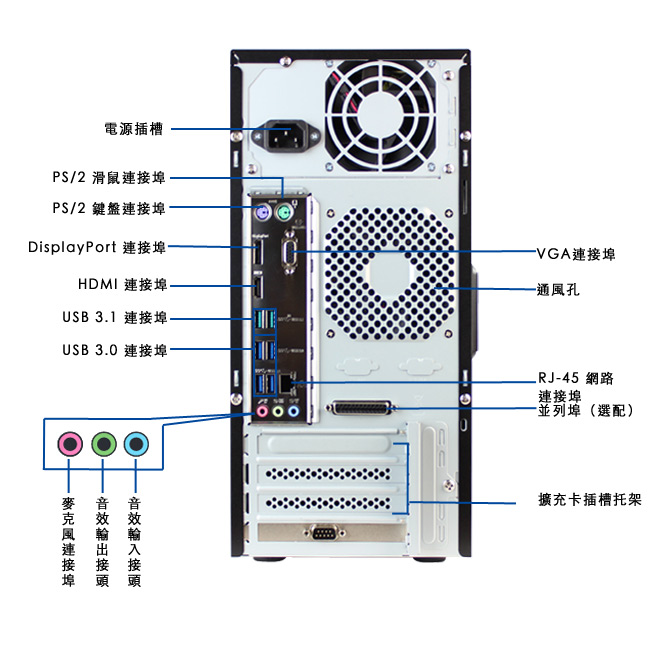 電源插槽
PS/2 滑鼠連接埠
PS/2 鍵盤連接埠
DisplayPort 連接埠
HDMI 連接埠
USB 3.1 連接埠
USB 3.0 連接埠
VGA連接埠
通風孔
RJ-45 網路
連接埠
並列埠（選配）
擴充卡插槽托架
麥克風連接埠
音效輸出接頭
音效輸入接頭